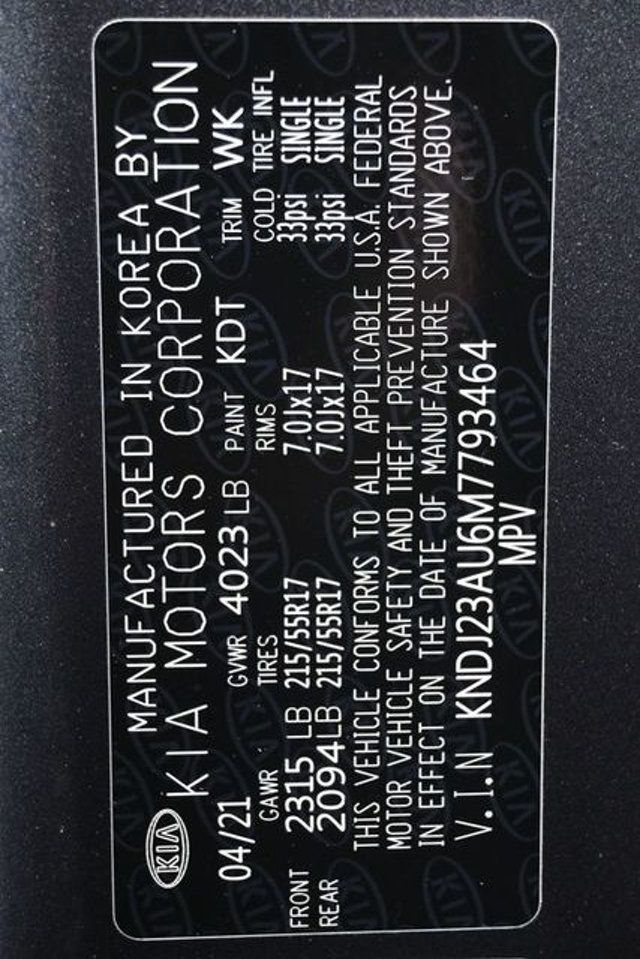 MANUFACTURED IN KOREA BY
KIA KIA MOTORS CORPORATION
04/21 GVWR 4023 LB PAINT KDT TRIM WK
GAWR TIRES RIMS COLD TIRE INFL
FRONT 2315 LB 215/55R17 7.0Jx17 33psi SINGLE
REAR 2094 LB 215/55R17 7.0Jx17 33psi SINGLE
THIS VEHICLE CONFORMS TO ALL APPLICABLE U.S.A. FEDERAL
MOTOR VEHICLE SAFETY AND THEFT PREVENTION STANDARDS
IN EFFECT ON THE DATE OF MANUFACTURE SHOWN ABOVE.
V.I.N KNDJ23AU6M7793464
MPV